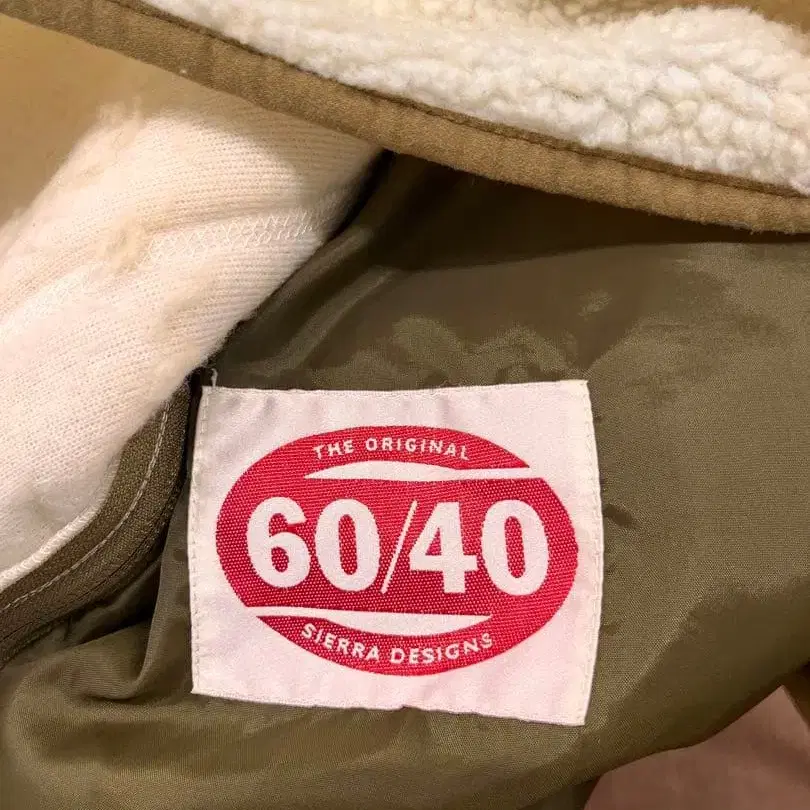 THE ORIGINAL
60/40
SIERRA DESIGNS